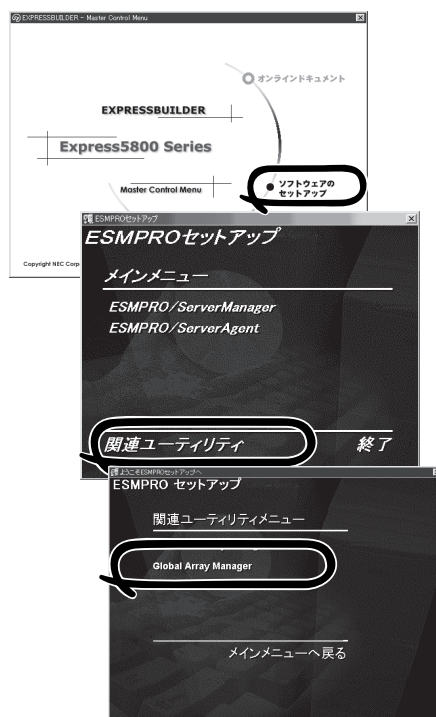 EXPRESSBUILDER - Master Control Menu
オンラインドキュメント
EXPRESSBUILDER
Express5800 Series
Master Control Menu
ソフトウェアの
セットアップ
Copyright NEC Corp
ESMPROセットアップ
ESMPROセットアップ
メインメニュー
ESMPRO/ServerManager
ESMPRO/ServerAgent
関連ユーティリティ
終了
ようこそESMPROセットアップへ
ESMPRO セットアップ
関連ユーティリティメニュー
Global Array Manager
メインメニューへ戻る